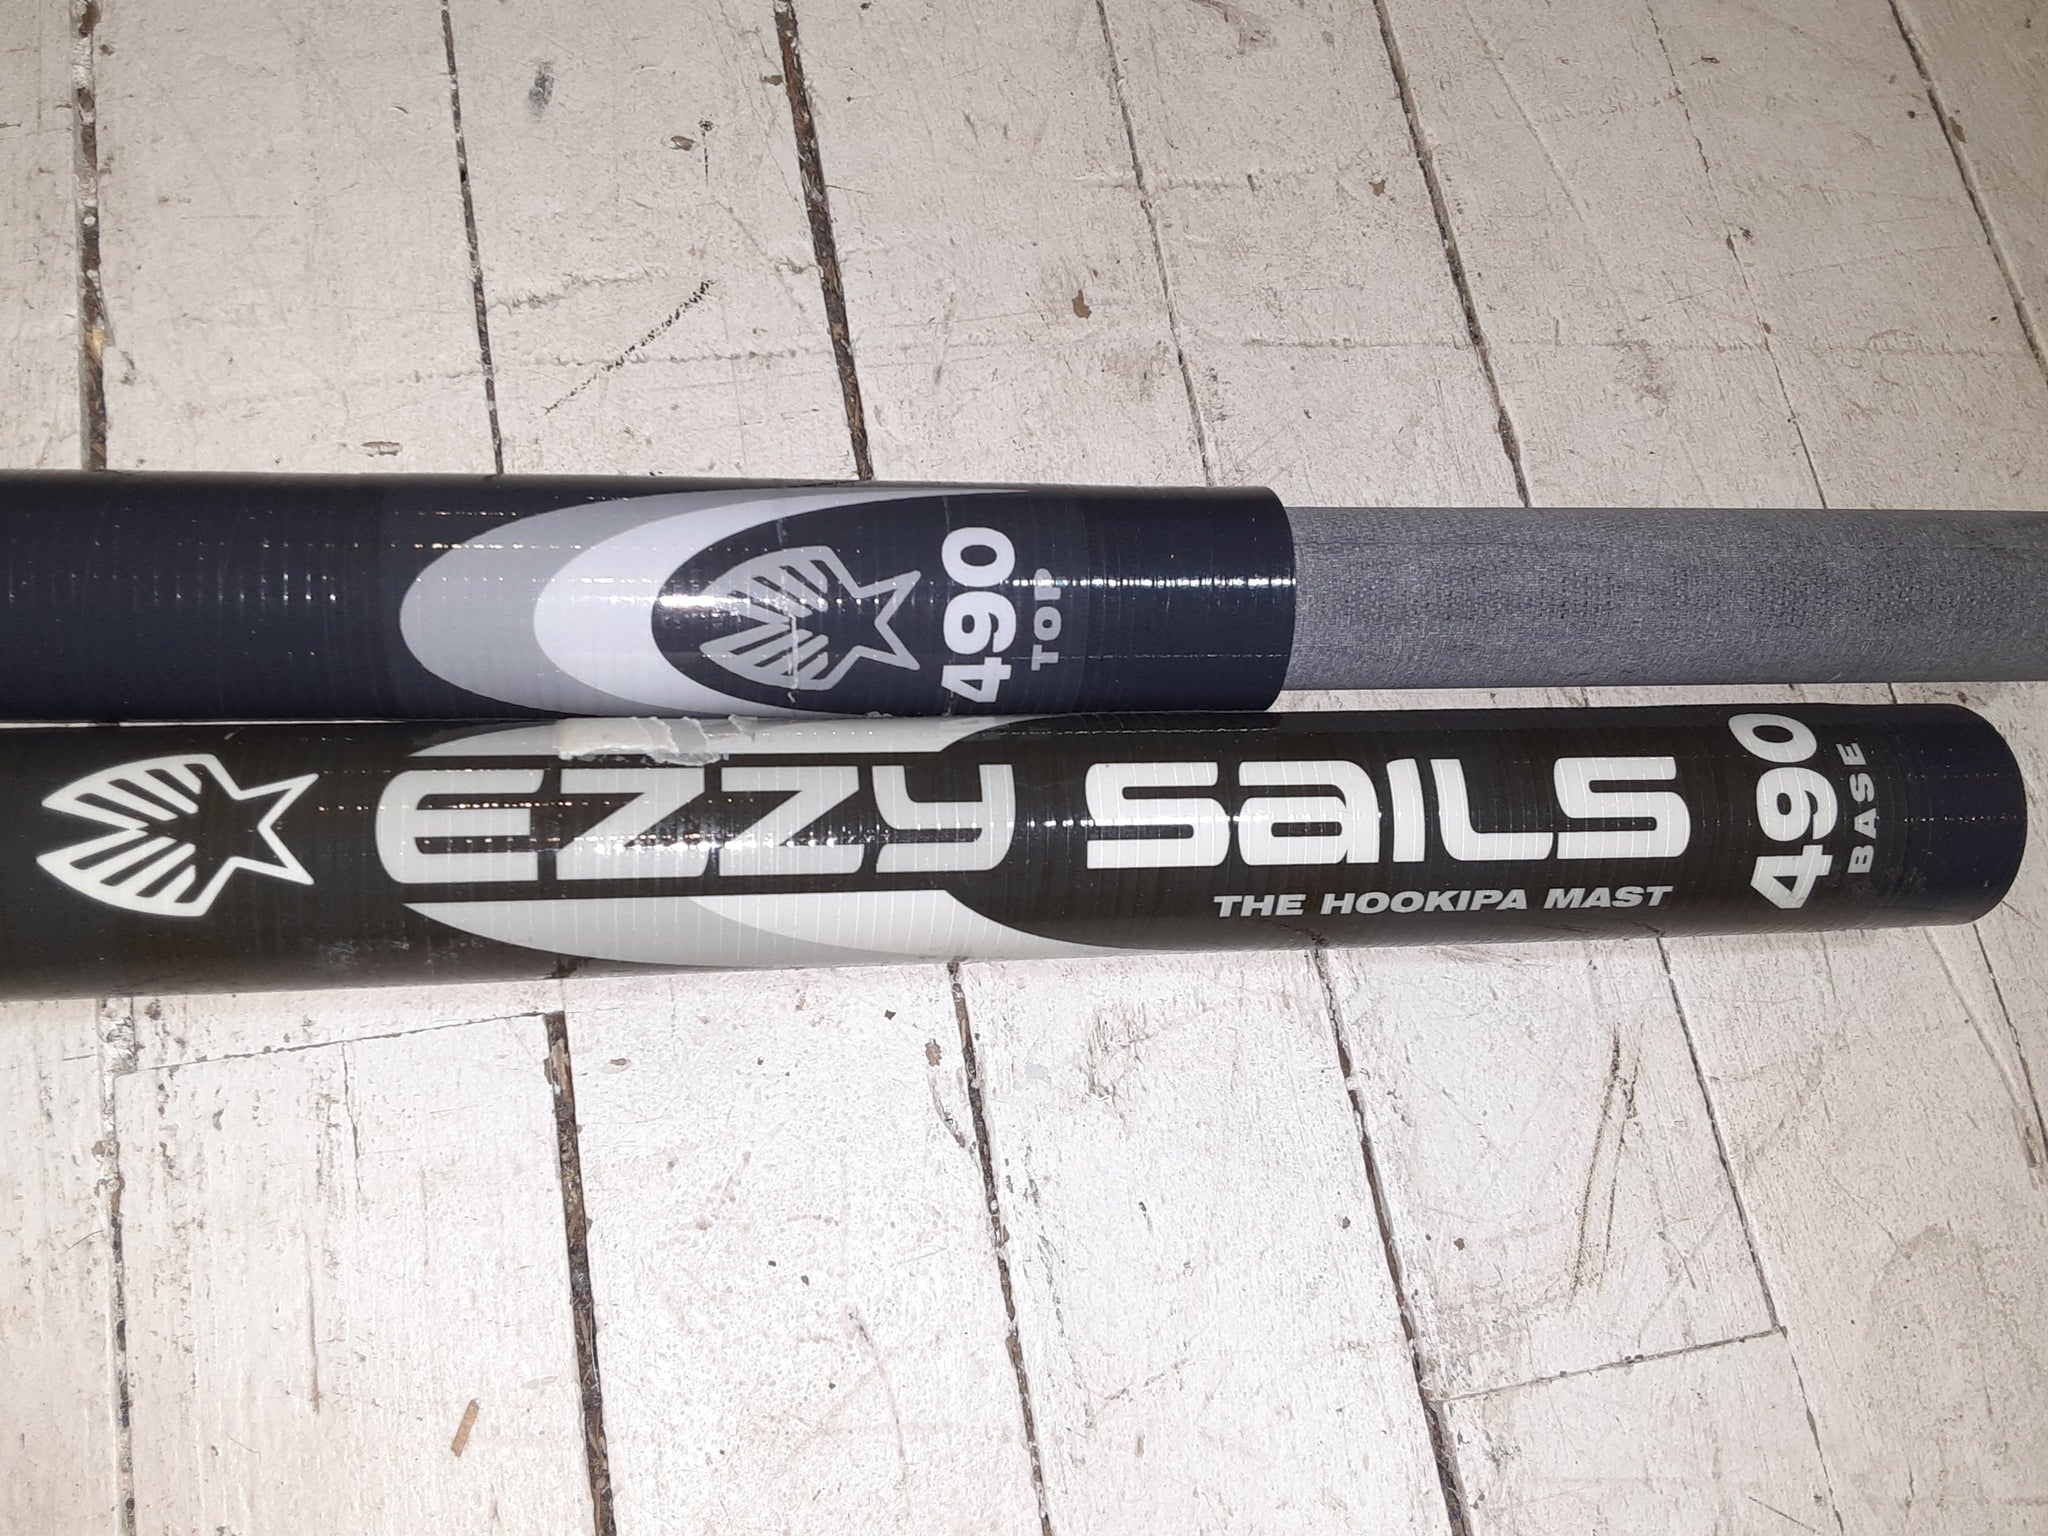 490
TOP
EZZY SAILS
THE HOOKIPA MAST
490
BASE